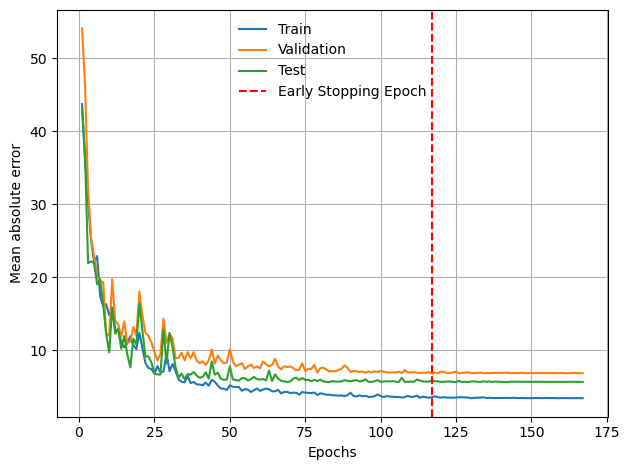 Train
Validation
Test
Early Stopping Epoch
Mean absolute error
50
40
30
20
10
0 25 50 75 100 125 150 175
Epochs